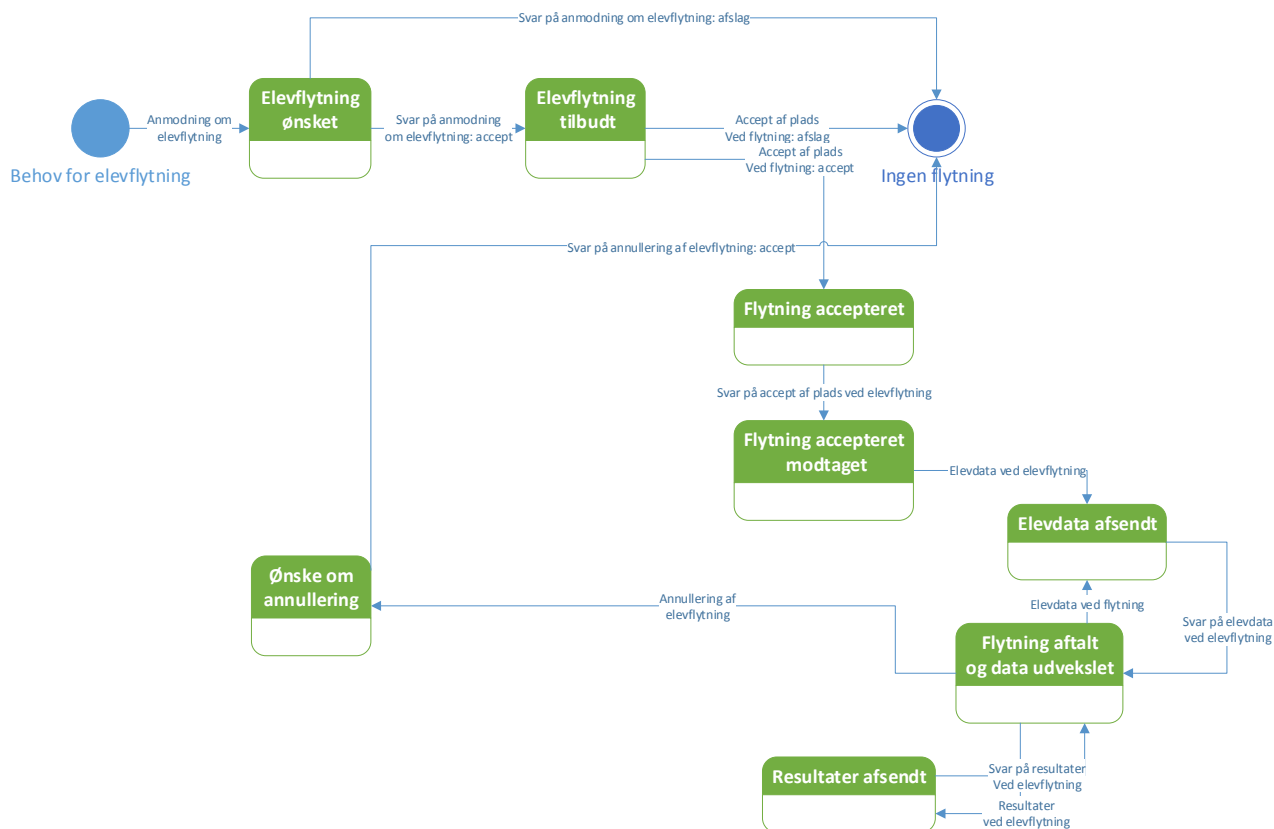 Svar på anmodning om elevflytning: afslag
Elevflytning
ønsket
Elevflytning
tilbudt
Anmodning om
elevflytning
Svar på anmodning
om elevflytning: accept
Accept af plads
Ved flytning: afslag
Accept af plads
Ved flytning: accept
Behov for elevflytning
Ingen flytning
Svar på annullering af elevflytning: accept
Flytning accepteret
Svar på accept af plads ved elevflytning
Flytning accepteret
modtaget
Elevdata ved elevflytning
Elevdata afsendt
Ønske om
annullering
Annullering af
elevflytning
Elevdata ved flytning
Svar på elevdata
ved elevflytning
Flytning aftalt
og data udvekslet
Resultater afsendt
Svar på resultater
Ved elevflytning
Resultater
ved elevflytning